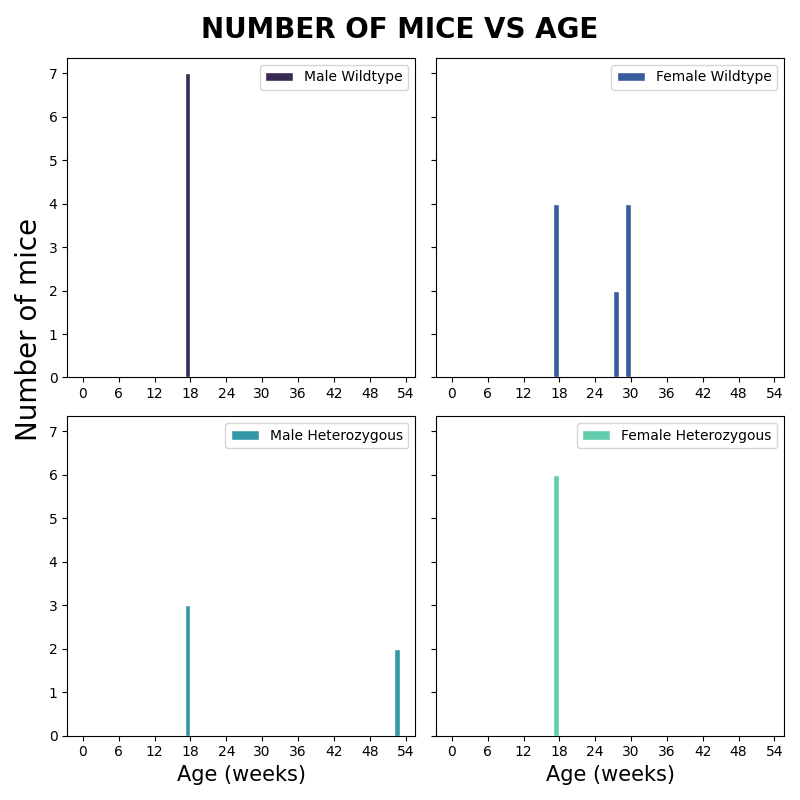 NUMBER OF MICE VS AGE
Number of mice
7
6
5
4
3
2
1
0
Male Wildtype
0 6 12 18 24 30 36 42 48 54
Female Wildtype
0 6 12 18 24 30 36 42 48 54
7
6
5
4
3
2
1
0
Male Heterozygous
0 6 12 18 24 30 36 42 48 54
Age (weeks)
Female Heterozygous
0 6 12 18 24 30 36 42 48 54
Age (weeks)